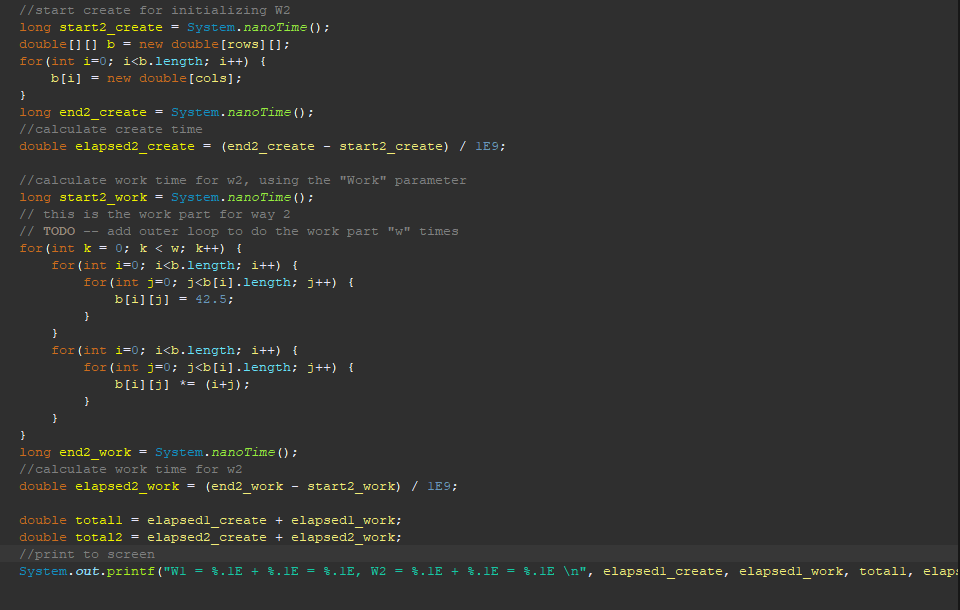 //start create for initializing W2
long start2_create = System.nanoTime();
double[][] b = new double[rows][];
for(int i=0; i<b.length; i++) {
    b[i] = new double[cols];
}
long end2_create = System.nanoTime();
//calculate create time
double elapsed2_create = (end2_create - start2_create) / 1E9;

//calculate work time for w2, using the "Work" parameter
long start2_work = System.nanoTime();
// this is the work part for way 2
// TODO -- add outer loop to do the work part "w" times
for(int k = 0; k < w; k++) {
    for(int i=0; i<b.length; i++) {
        for(int j=0; j<b[i].length; j++) {
            b[i][j] = 42.5;
        }
    }
    for(int i=0; i<b.length; i++) {
        for(int j=0; j<b[i].length; j++) {
            b[i][j] *= (i+j);
        }
    }
}
long end2_work = System.nanoTime();
//calculate work time for w2
double elapsed2_work = (end2_work - start2_work) / 1E9;

double total1 = elapsed1_create + elapsed1_work;
double total2 = elapsed2_create + elapsed2_work;
//print to screen
System.out.printf("W1 = %.1E + %.1E = %.1E, W2 = %.1E + %.1E = %.1E \n", elapsed1_create, elapsed1_work, total1, elaps